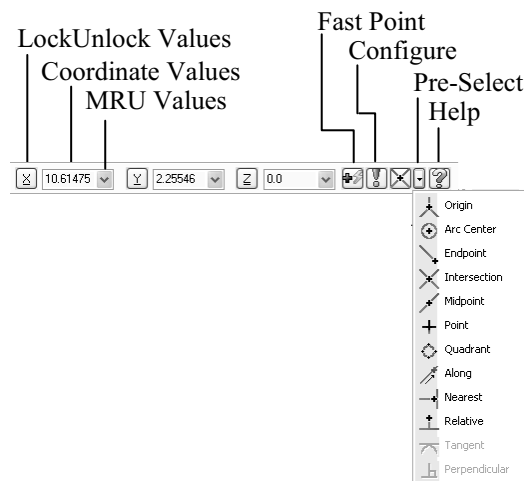 Fast Point
LockUnlock Values
Configure
Coordinate Values
Pre-Select
MRU Values
Help
X 10.61475 Y 2.25546 Z 0.0
Origin
Arc Center
Endpoint
Intersection
Midpoint
Point
Quadrant
Along
Nearest
Relative
Tangent
Perpendicular